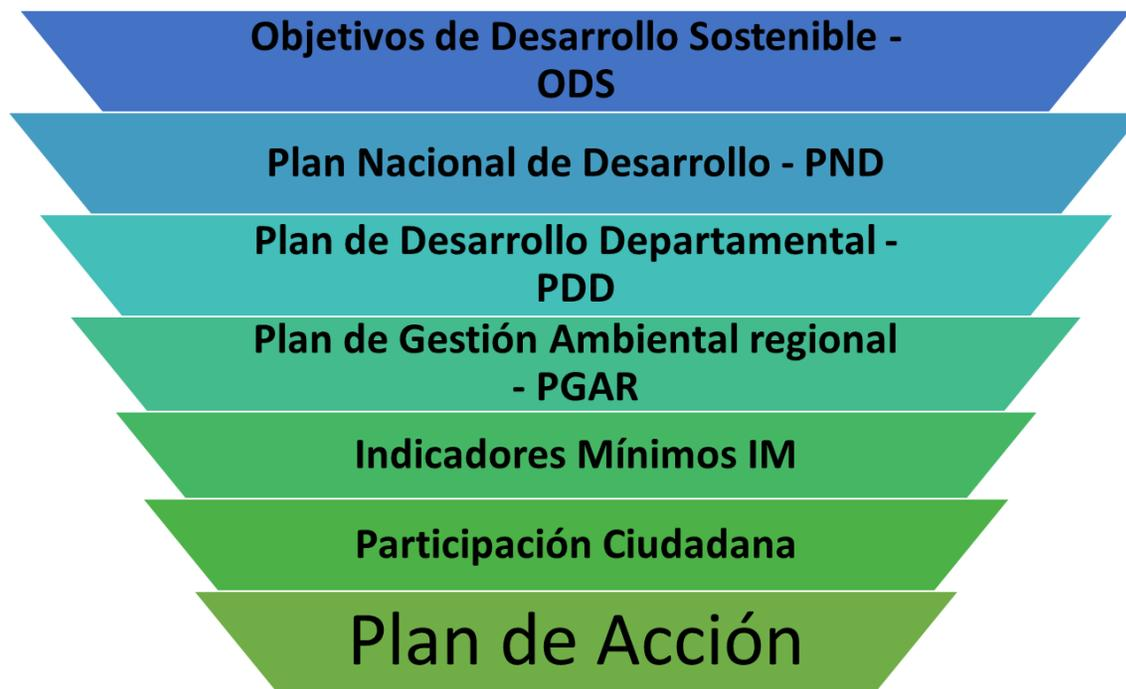 Objetivos de Desarrollo Sostenible -
ODS
Plan Nacional de Desarrollo - PND
Plan de Desarrollo Departamental -
PDD
Plan de Gestión Ambiental regional
- PGAR
Indicadores Mínimos IM
Participación Ciudadana
Plan de Acción